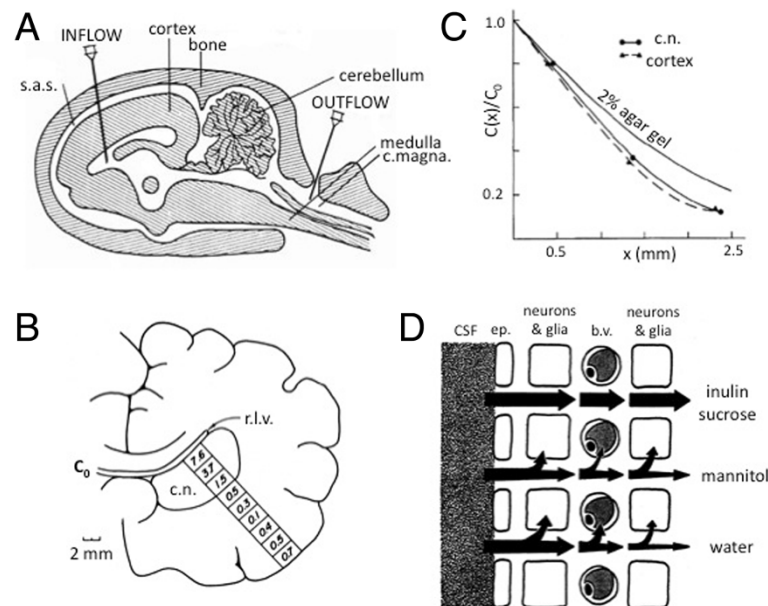 A
INFLOW
cortex
bone
cerebellum
s.a.s.
OUTFLOW
medulla
c.magna.
B
r.l.v.
C₀
c.n.
7.6
3.7
1.5
0.5
0.3
0.1
0.4
0.5
0.7
2 mm
C
1.0
c.n.
cortex
C(x)/C₀
2% agar gel
0.2
0.5
x (mm)
2.5
D
CSF
ep.
neurons
& glia
b.v.
neurons
& glia
inulin
sucrose
mannitol
water